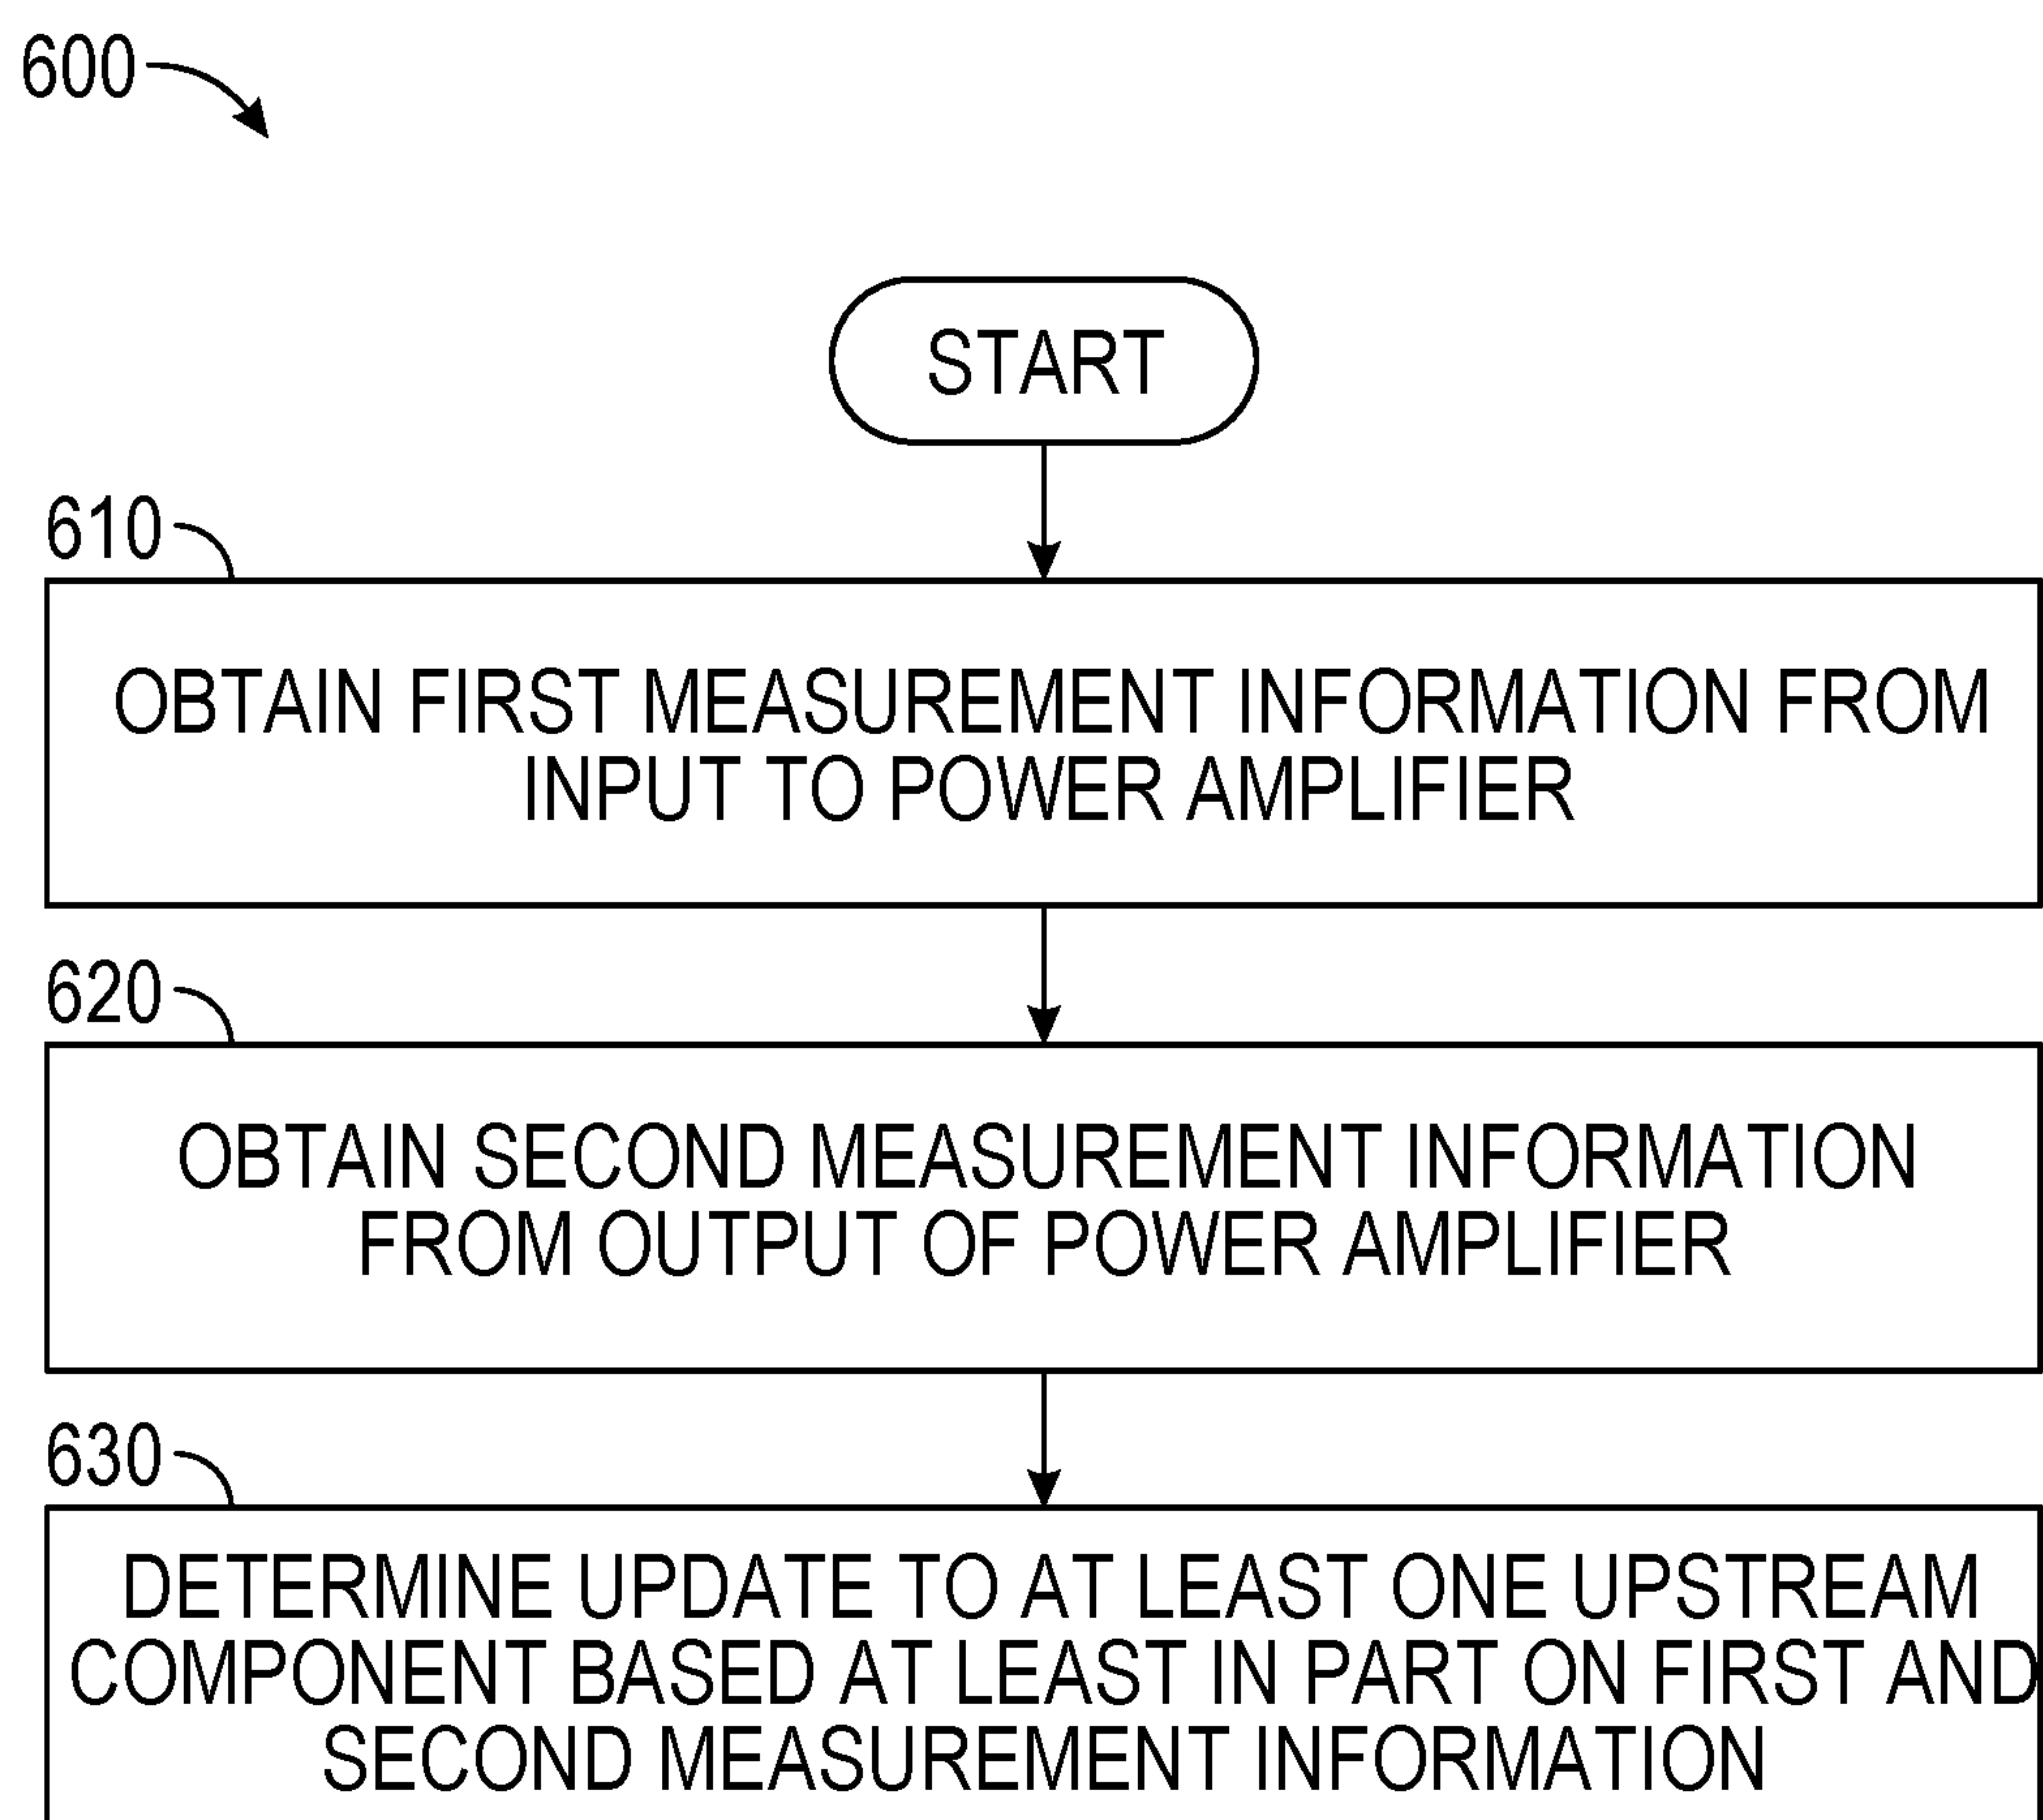 600
START
610
OBTAIN FIRST MEASUREMENT INFORMATION FROM
INPUT TO POWER AMPLIFIER
620
OBTAIN SECOND MEASUREMENT INFORMATION
FROM OUTPUT OF POWER AMPLIFIER
630
DETERMINE UPDATE TO AT LEAST ONE UPSTREAM
COMPONENT BASED AT LEAST IN PART ON FIRST AND
SECOND MEASUREMENT INFORMATION